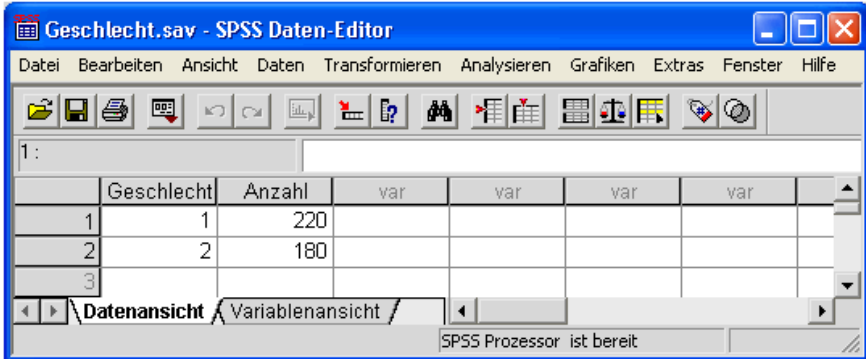 Geschlecht.sav - SPSS Daten-Editor
Datei Bearbeiten Ansicht Daten Transformieren Analysieren Grafiken Extras Fenster Hilfe
1 :
Geschlecht Anzahl var var var var
1 1 220
2 2 180
3
Datenansicht Variablenansicht
SPSS Prozessor ist bereit